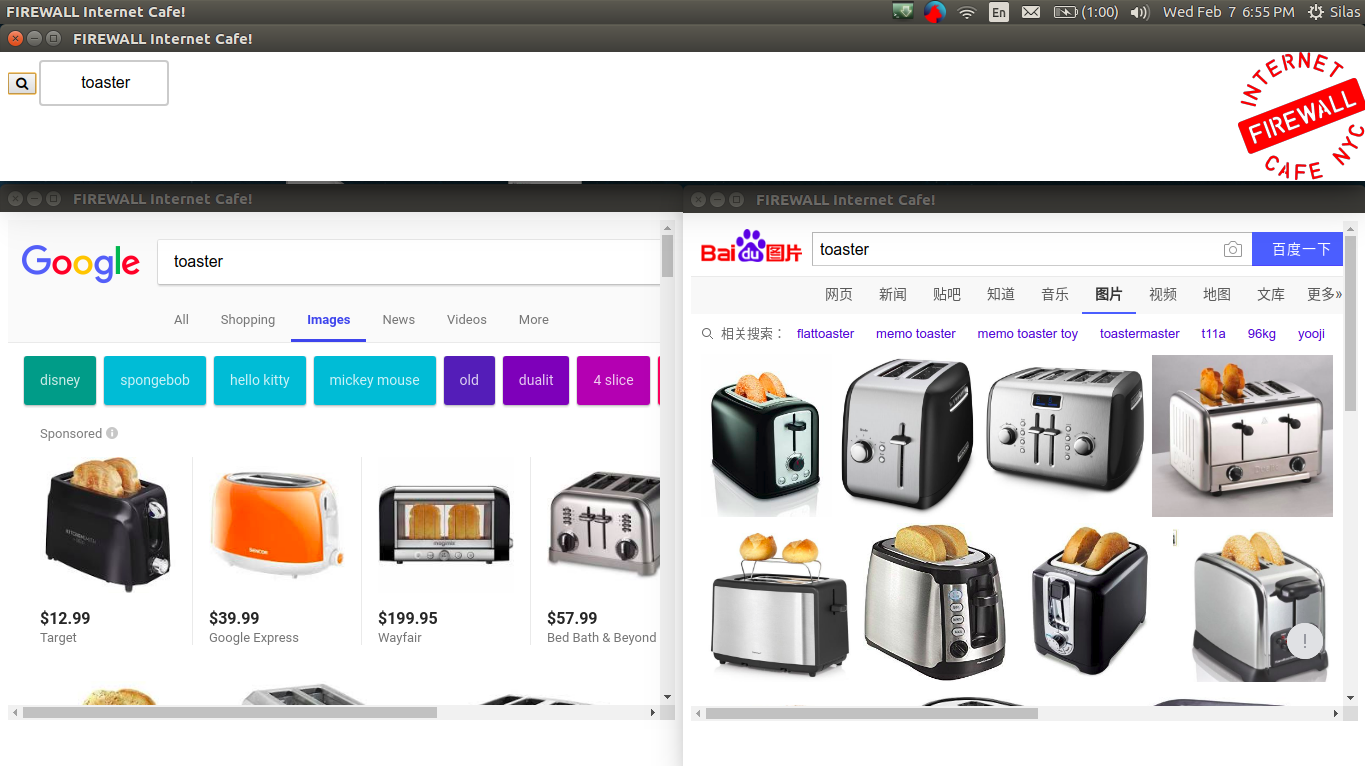 FIREWALL Internet Cafe!
En
(1:00)
Wed Feb 7 6:55 PM
Silas
FIREWALL Internet Cafe!
toaster
INTERNET
FIREWALL
CAFE NYC
FIREWALL Internet Cafe!
Google
toaster
All Shopping Images News Videos More
disney spongebob hello kitty mickey mouse old dualit 4 slice
Sponsored
SENCOR
magimix
$12.99 $39.99 $199.95 $57.99
Target Google Express Wayfair Bed Bath & Beyond
FIREWALL Internet Cafe!
Bai du 图片
toaster
百度一下
网页 新闻 贴吧 知道 音乐 图片 视频 地图 文库 更多»
相关搜索： flattoaster memo toaster memo toaster toy toastermaster t11a 96kg yooji